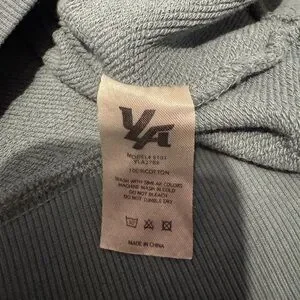 YLA
100%COTTON
WASH WITH SIMILAR COLORS
MACHINE WASH IN COLD
DO NOT BLEACH
DO NOT TUMBLE DRY
MADE IN CHINA